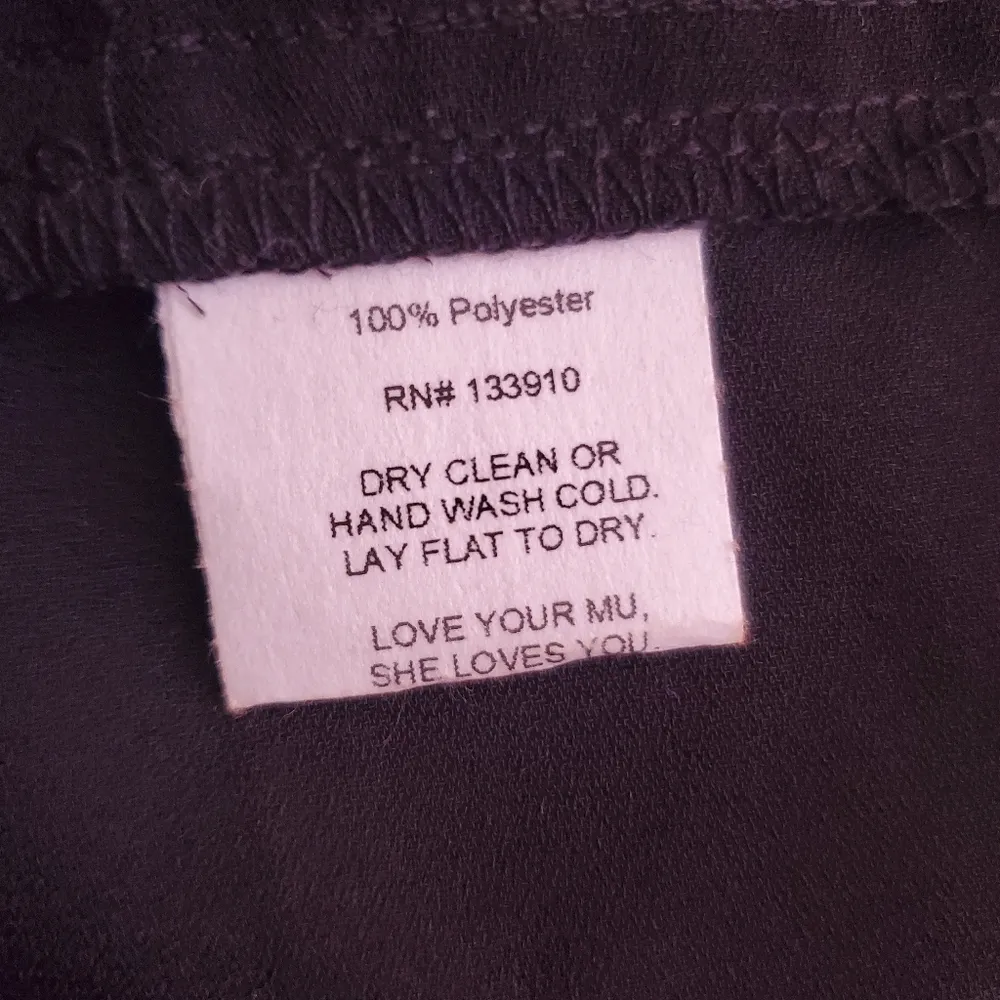 100% Polyester
RN# 133910
DRY CLEAN OR
HAND WASH COLD.
LAY FLAT TO DRY.
LOVE YOUR MU,
SHE LOVES YOU.